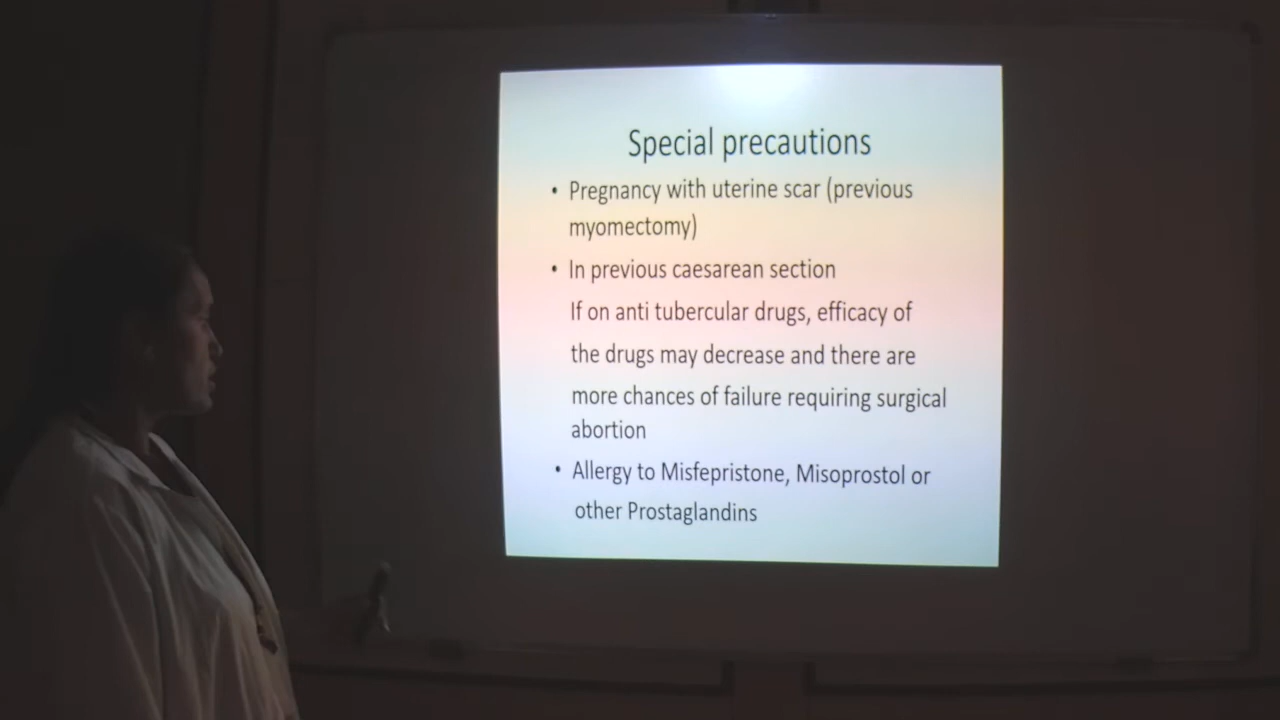 Special precautions
• Pregnancy with uterine scar (previous
myomectomy)
• In previous caesarean section
If on anti tubercular drugs, efficacy of
the drugs may decrease and there are
more chances of failure requiring surgical
abortion
• Allergy to Misfepristone, Misoprostol or
other Prostaglandins